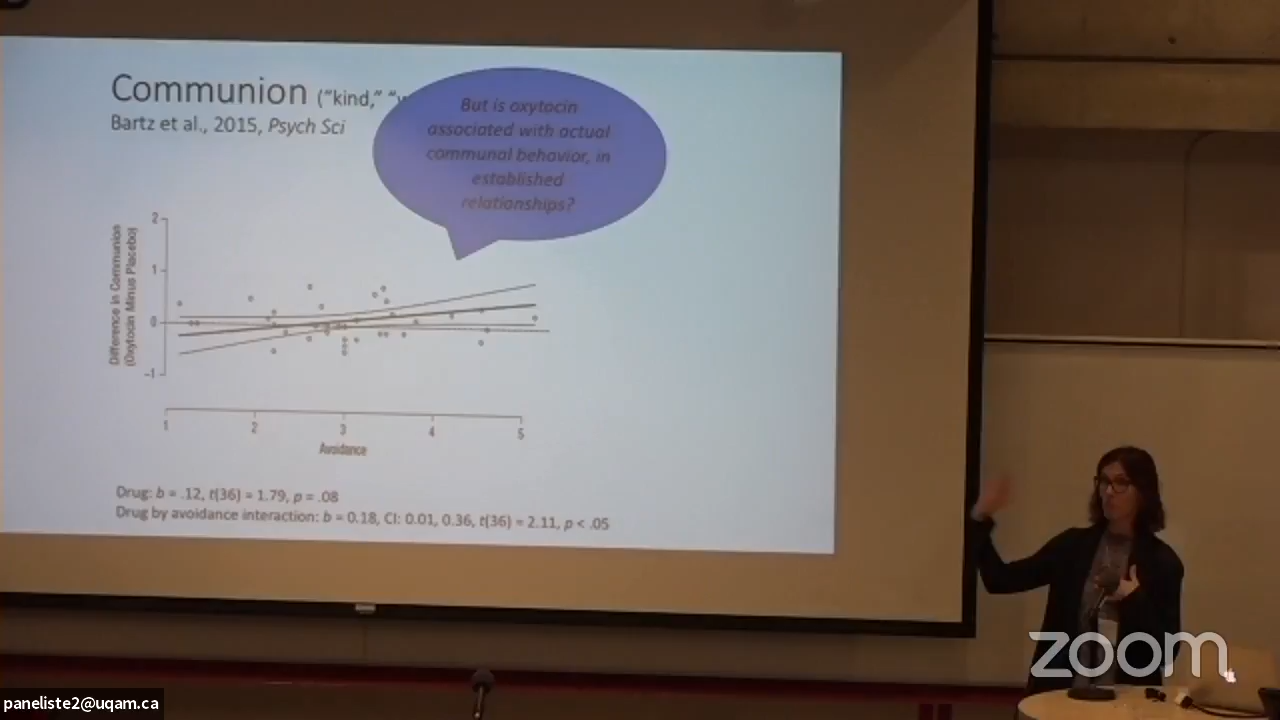 Communion ("kind," "w
Bartz et al., 2015, Psych Sci
But is oxytocin
associated with actual
communal behavior, in
established
relationships?
Difference in Communion
(Oxytocin Minus Placebo)
2
1
0
-1
1 2 3 4 5
Avoidance
Drug: b = .12, t(36) = 1.79, p = .08
Drug by avoidance interaction: b = 0.18, CI: 0.01, 0.36, t(36) = 2.11, p < .05
zoom
paneliste2@uqam.ca